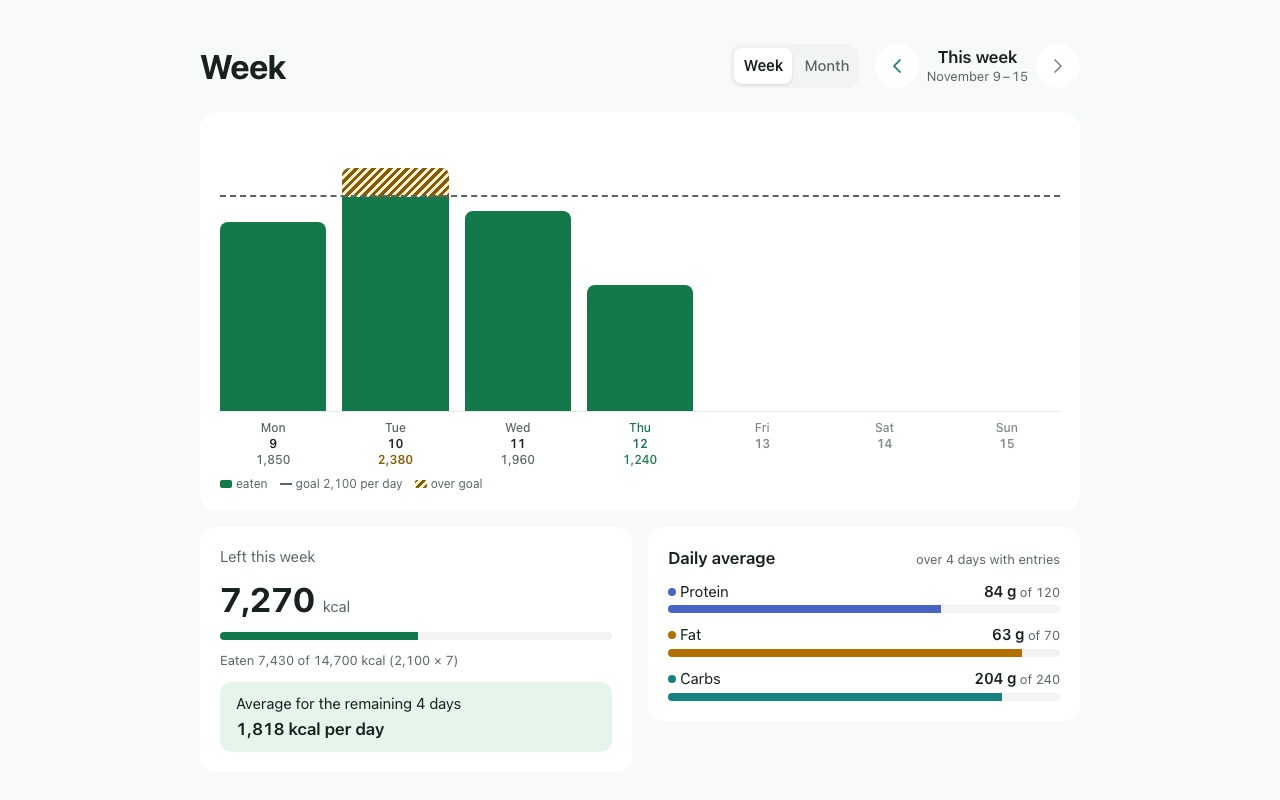 Week
Week Month
This week
November 9 – 15
Mon Tue Wed Thu Fri Sat Sun
9 10 11 12 13 14 15
1,850 2,380 1,960 1,240
eaten goal 2,100 per day over goal
Left this week
7,270 kcal
Eaten 7,430 of 14,700 kcal (2,100 × 7)
Average for the remaining 4 days
1,818 kcal per day
Daily average over 4 days with entries
Protein 84 g of 120
Fat 63 g of 70
Carbs 204 g of 240